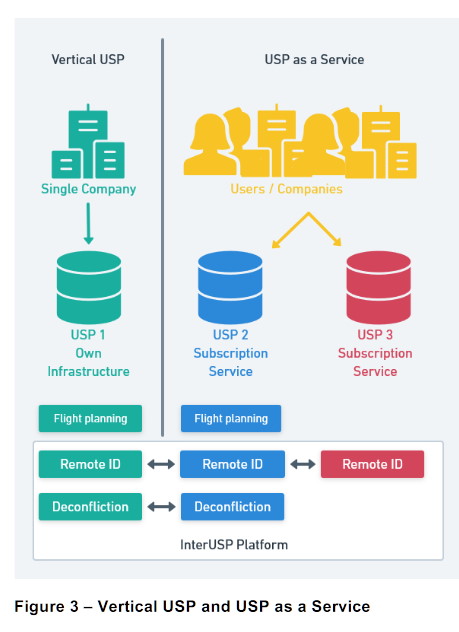 Vertical USP
USP as a Service
Single Company
Users / Companies
USP 1
Own
Infrastructure
USP 2
Subscription
Service
USP 3
Subscription
Service
Flight planning
Flight planning
Remote ID
Remote ID
Remote ID
Deconfliction
Deconfliction
InterUSP Platform
Figure 3 – Vertical USP and USP as a Service